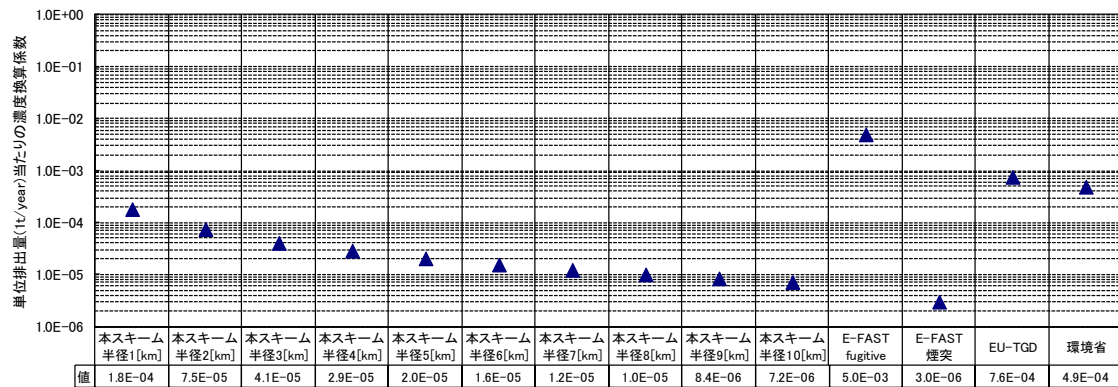 単位排出量(1t/year)当たりの濃度換算係数
1.0E+00
1.0E-01
1.0E-02
1.0E-03
1.0E-04
1.0E-05
1.0E-06
本スキーム 本スキーム 本スキーム 本スキーム 本スキーム 本スキーム 本スキーム 本スキーム 本スキーム 本スキーム E-FAST E-FAST EU-TGD 環境省
半径1[km] 半径2[km] 半径3[km] 半径4[km] 半径5[km] 半径6[km] 半径7[km] 半径8[km] 半径9[km] 半径10[km] fugitive 煙突
値 1.8E-04 7.5E-05 4.1E-05 2.9E-05 2.0E-05 1.6E-05 1.2E-05 1.0E-05 8.4E-06 7.2E-06 5.0E-03 3.0E-06 7.6E-04 4.9E-04